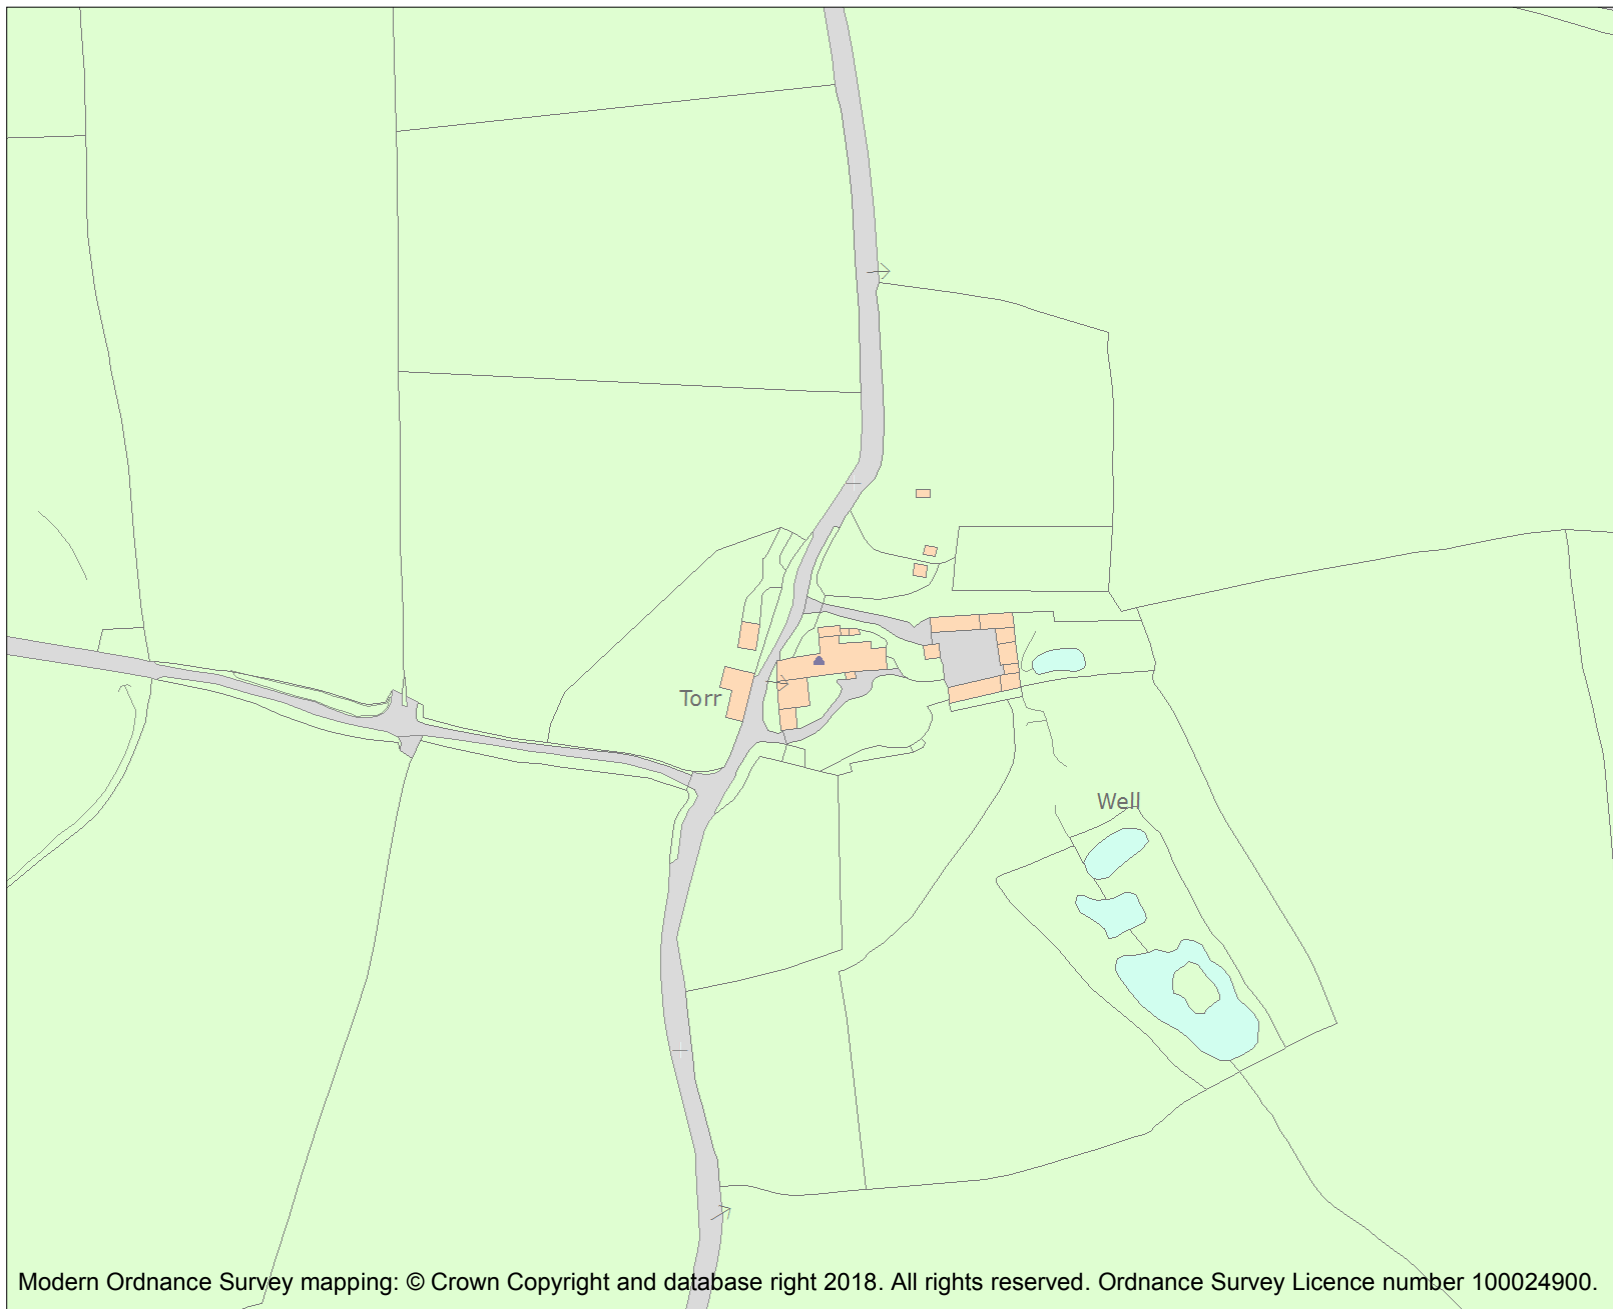 Torr
Well
Modern Ordnance Survey mapping: © Crown Copyright and database right 2018. All rights reserved. Ordnance Survey Licence number 100024900.